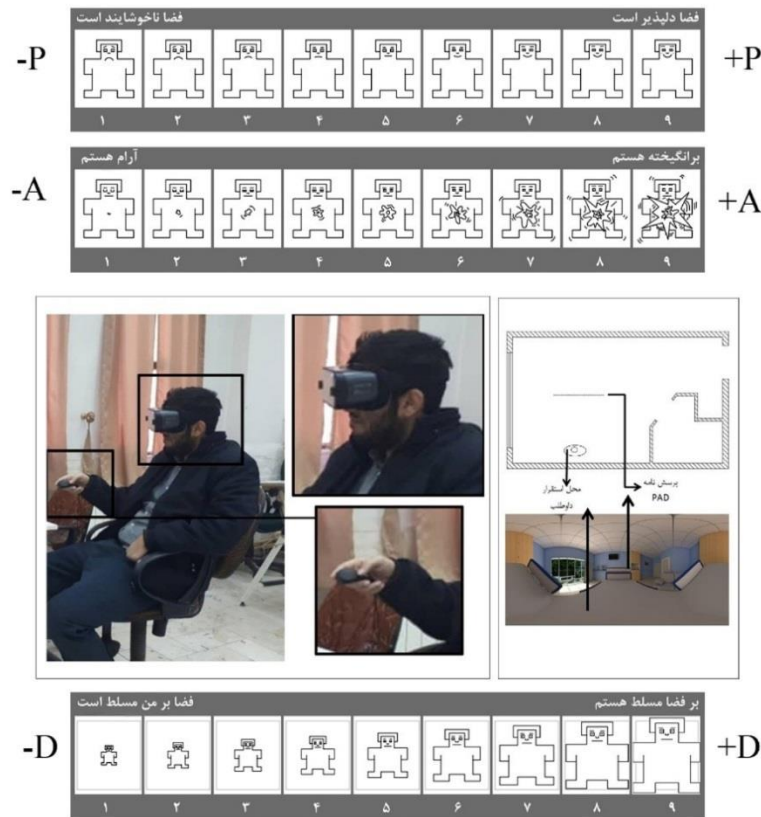 فضا دلپذیر است
فضا ناخوشایند است
-P
+P
۱ ۲ ۳ ۴ ۵ ۶ ۷ ۸ ۹
برانگیخته هستم
آرام هستم
-A
+A
۱ ۲ ۳ ۴ ۵ ۶ ۷ ۸ ۹
محل استقرار
داوطلب
پرسش نامه
PAD
بر فضا مسلط هستم
فضا بر من مسلط است
-D
+D
۱ ۲ ۳ ۴ ۵ ۶ ۷ ۸ ۹